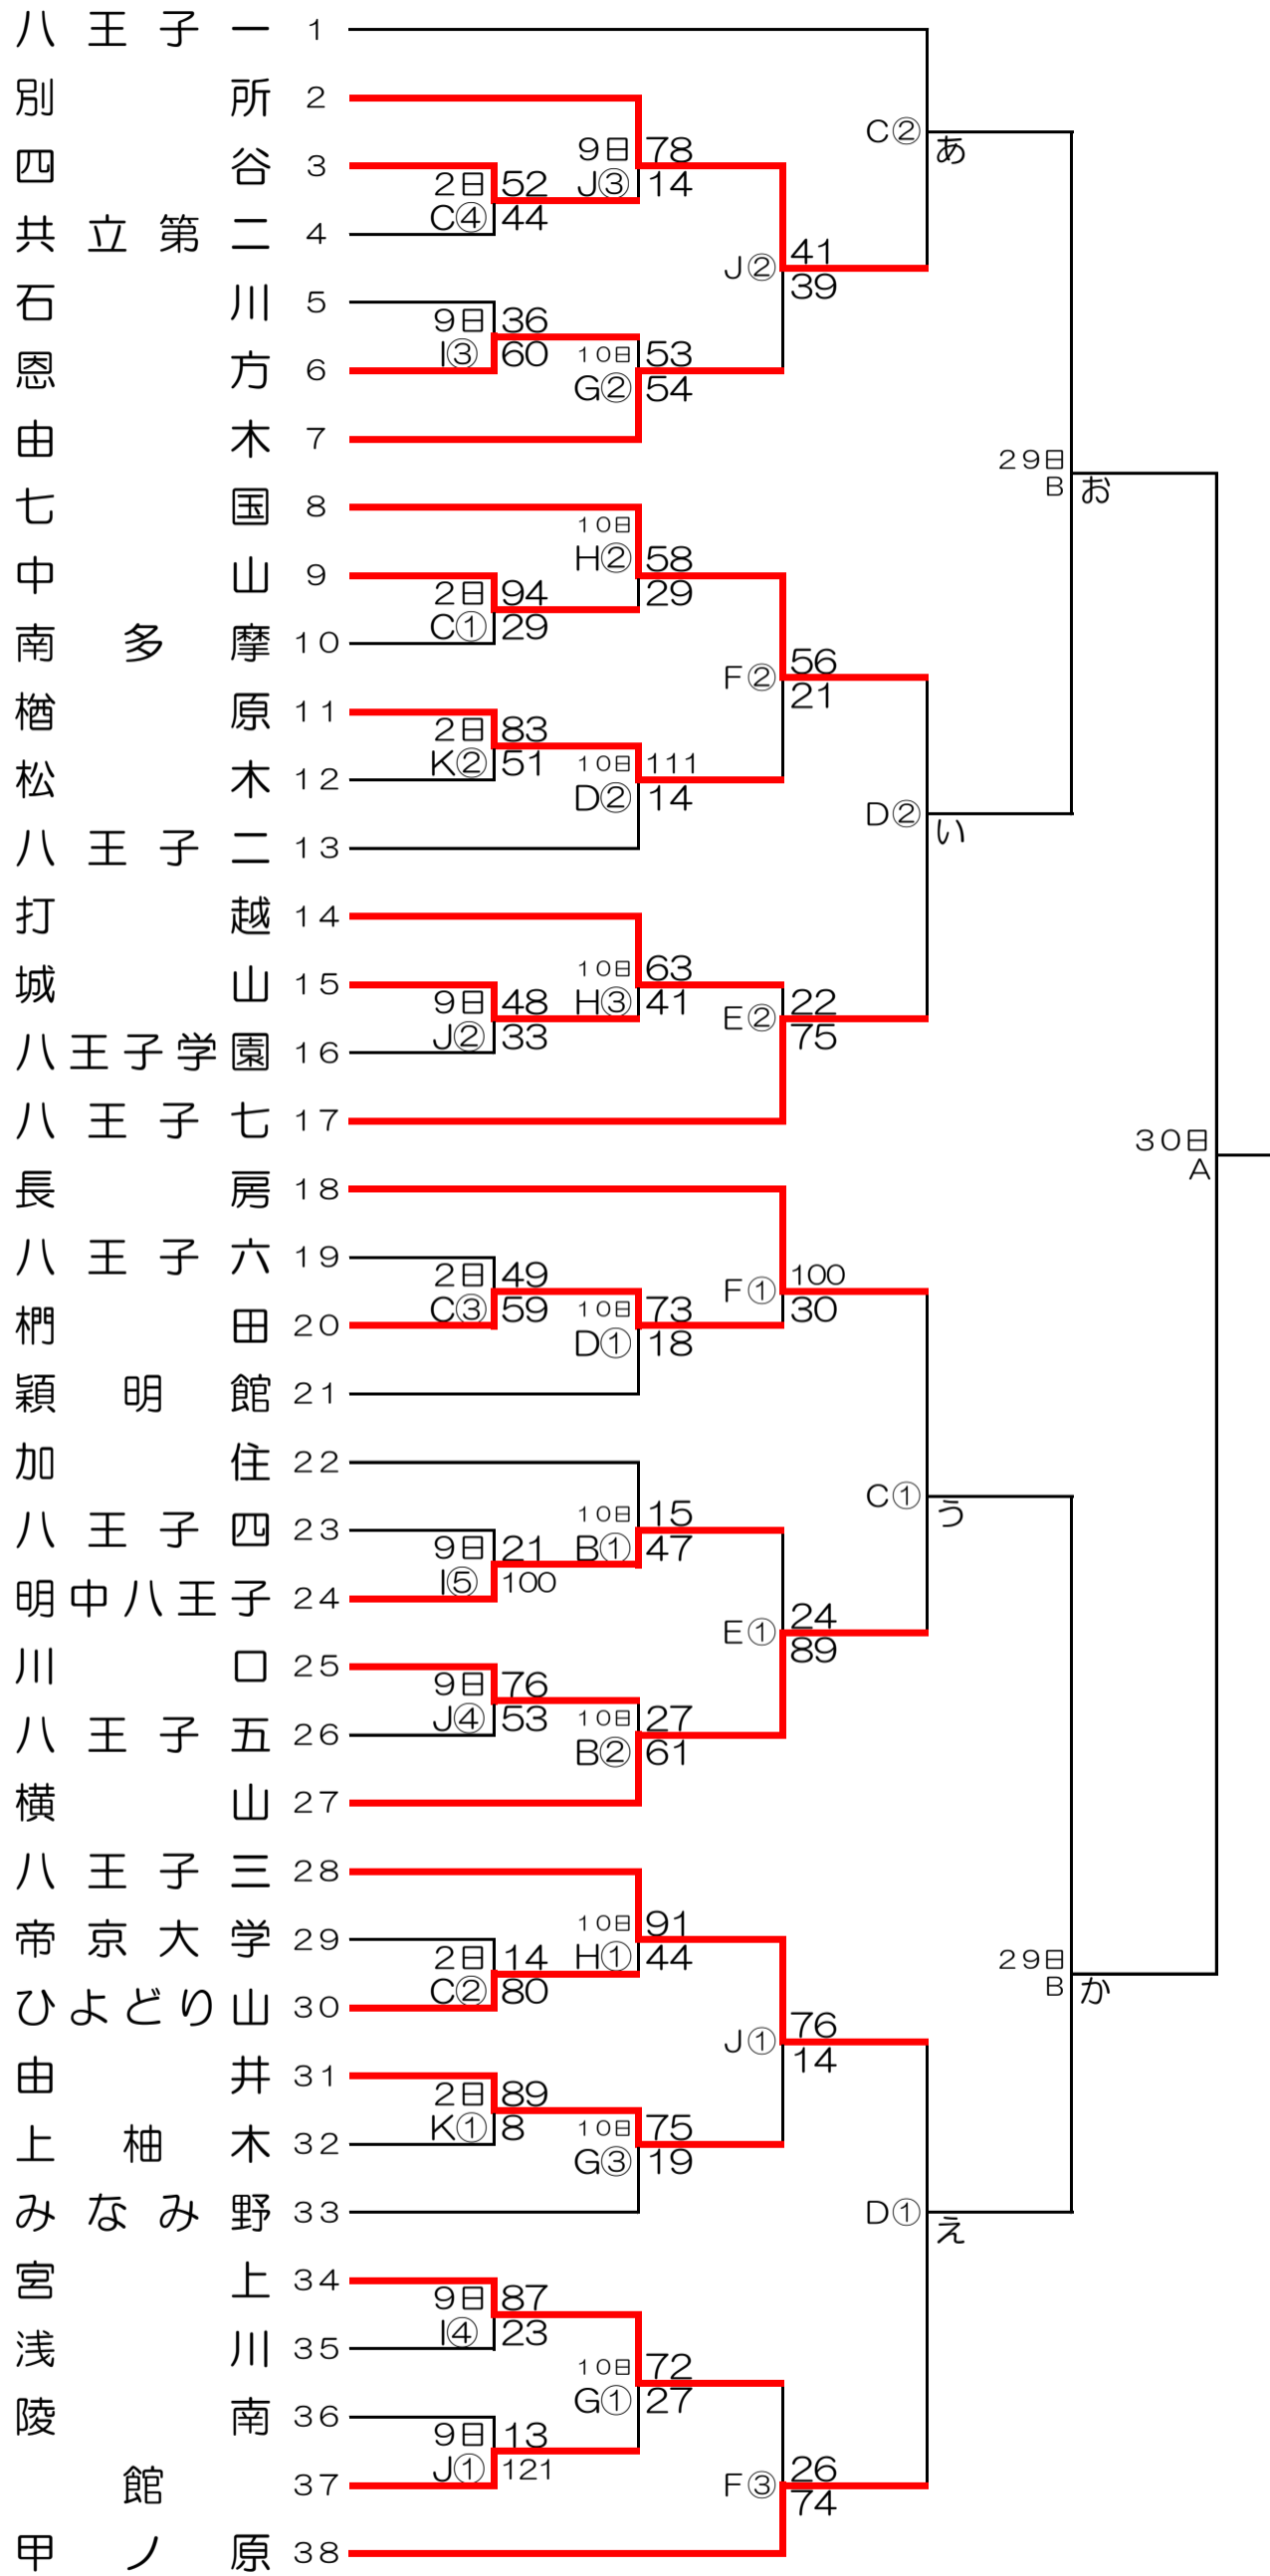 八王子一 1
C② あ
別所 2
9日 78
四谷 3
J③ 14
2日 52
C④ 44
共立第二 4
41
J② 39
石川 5
9日 36
I③ 60
10日 53
恩方 6
G② 54
由木 7
29日
B お
七国 8
10日
H② 58
中山 9
29
2日 94
C① 29
南多摩 10
56
F② 21
楢原 11
2日 83
K② 51
10日 111
松木 12
D② 14
D② い
八王子二 13
打越 14
10日 63
城山 15
H③ 41
9日 48
J② 33
22
E② 75
八王子学園 16
八王子七 17
30日
A
長房 18
八王子六 19
2日 49
C③ 59
100
F① 30
10日 73
椚田 20
D① 18
穎明館 21
加住 22
C① う
10日 15
八王子四 23
B① 47
9日 21
I⑤ 100
明中八王子 24
24
E① 89
川口 25
9日 76
J④ 53
10日 27
八王子五 26
B② 61
横山 27
八王子三 28
10日 91
帝京大学 29
H① 44
2日 14
C② 80
29日
B か
ひよどり山 30
76
J① 14
由井 31
2日 89
K① 8
10日 75
上柚木 32
G③ 19
みなみ野 33
D① え
宮上 34
9日 87
I④ 23
浅川 35
10日 72
G① 27
陵南 36
9日 13
J① 121
館 37
26
F③ 74
甲ノ原 38